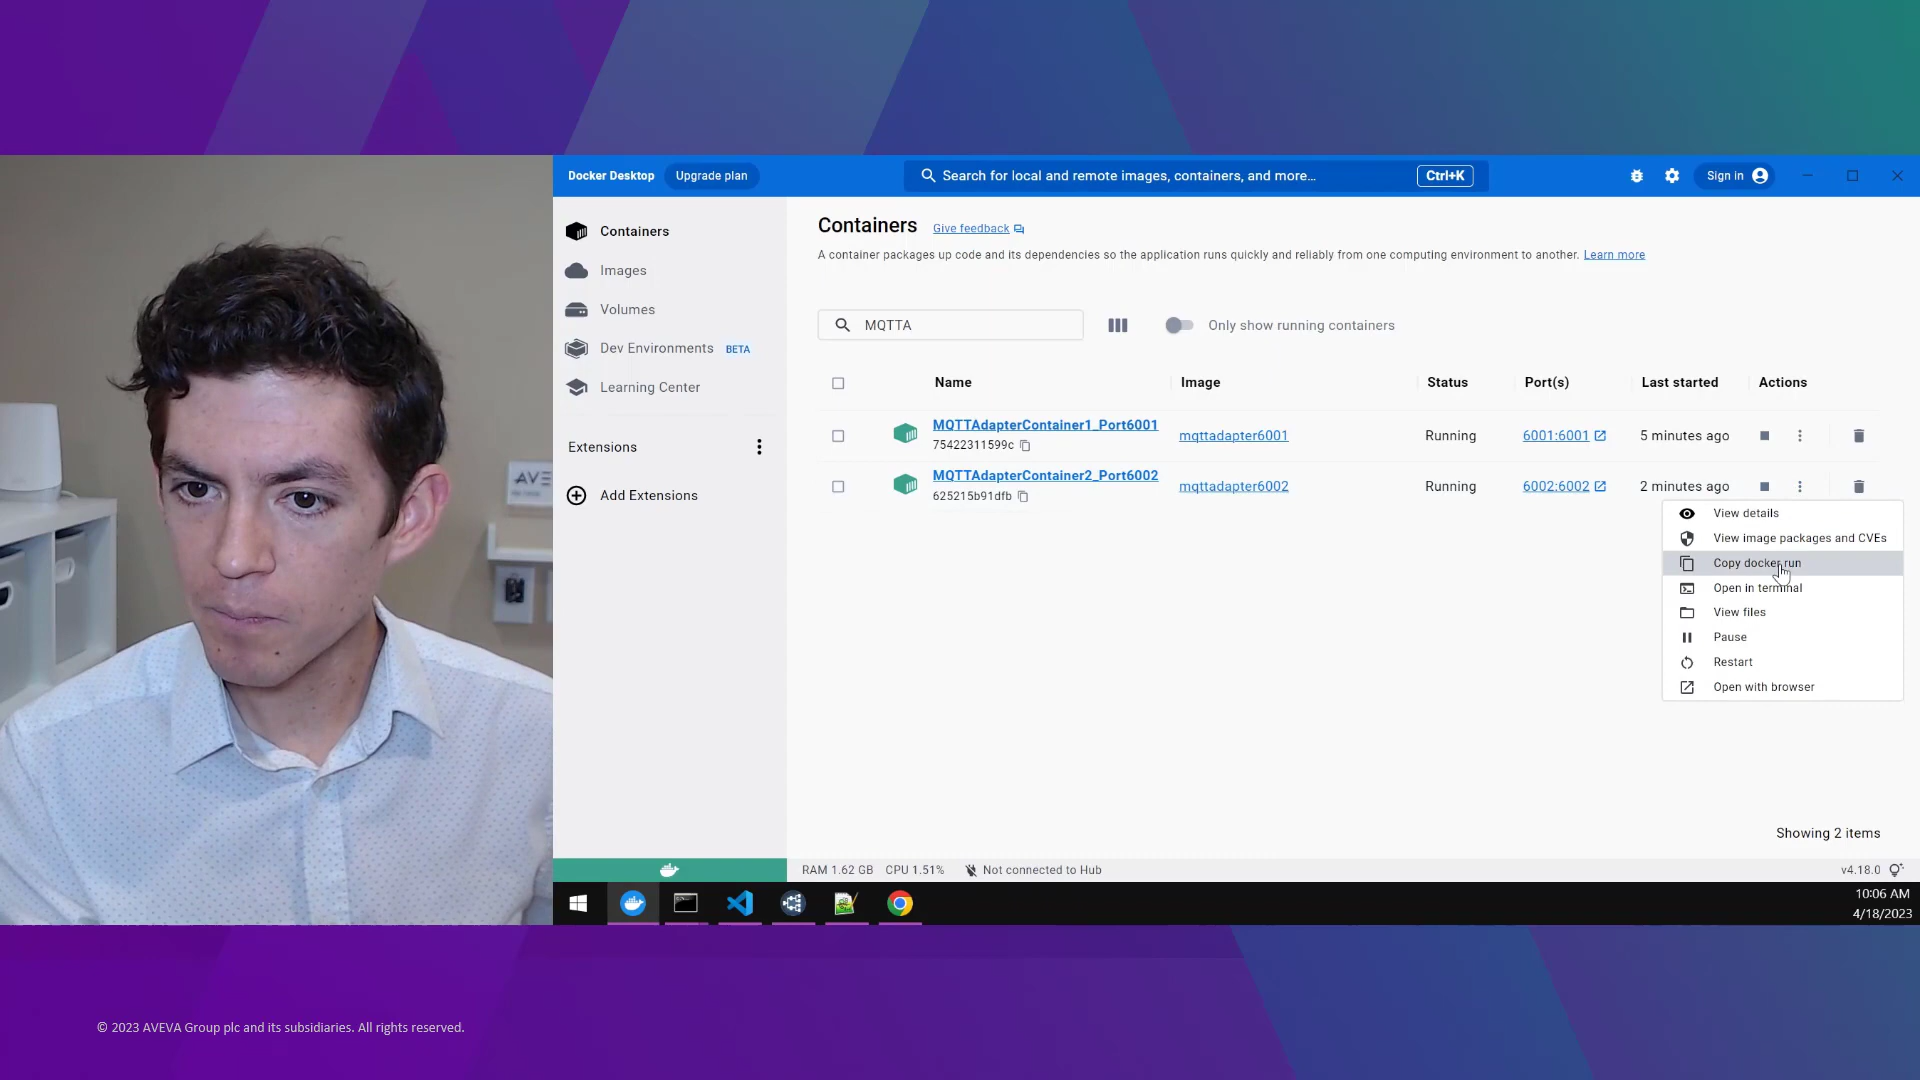 Docker Desktop
Upgrade plan
Search for local and remote images, containers, and more...
Ctrl+K
Sign in
Containers
Images
Volumes
Dev Environments BETA
Learning Center
Extensions
Add Extensions
Containers
Give feedback
A container packages up code and its dependencies so the application runs quickly and reliably from one computing environment to another. Learn more
MQTTA
Only show running containers
Name Image Status Port(s) Last started Actions
MQTTAdapterContainer1_Port6001
75422311599c
mqttadapter6001 Running 6001:6001 5 minutes ago
MQTTAdapterContainer2_Port6002
625215b91dfb
mqttadapter6002 Running 6002:6002 2 minutes ago
View details
View image packages and CVEs
Copy docker run
Open in terminal
View files
Pause
Restart
Open with browser
Showing 2 items
RAM 1.62 GB CPU 1.51% Not connected to Hub
v4.18.0
10:06 AM
4/18/2023
AVE
© 2023 AVEVA Group plc and its subsidiaries. All rights reserved.